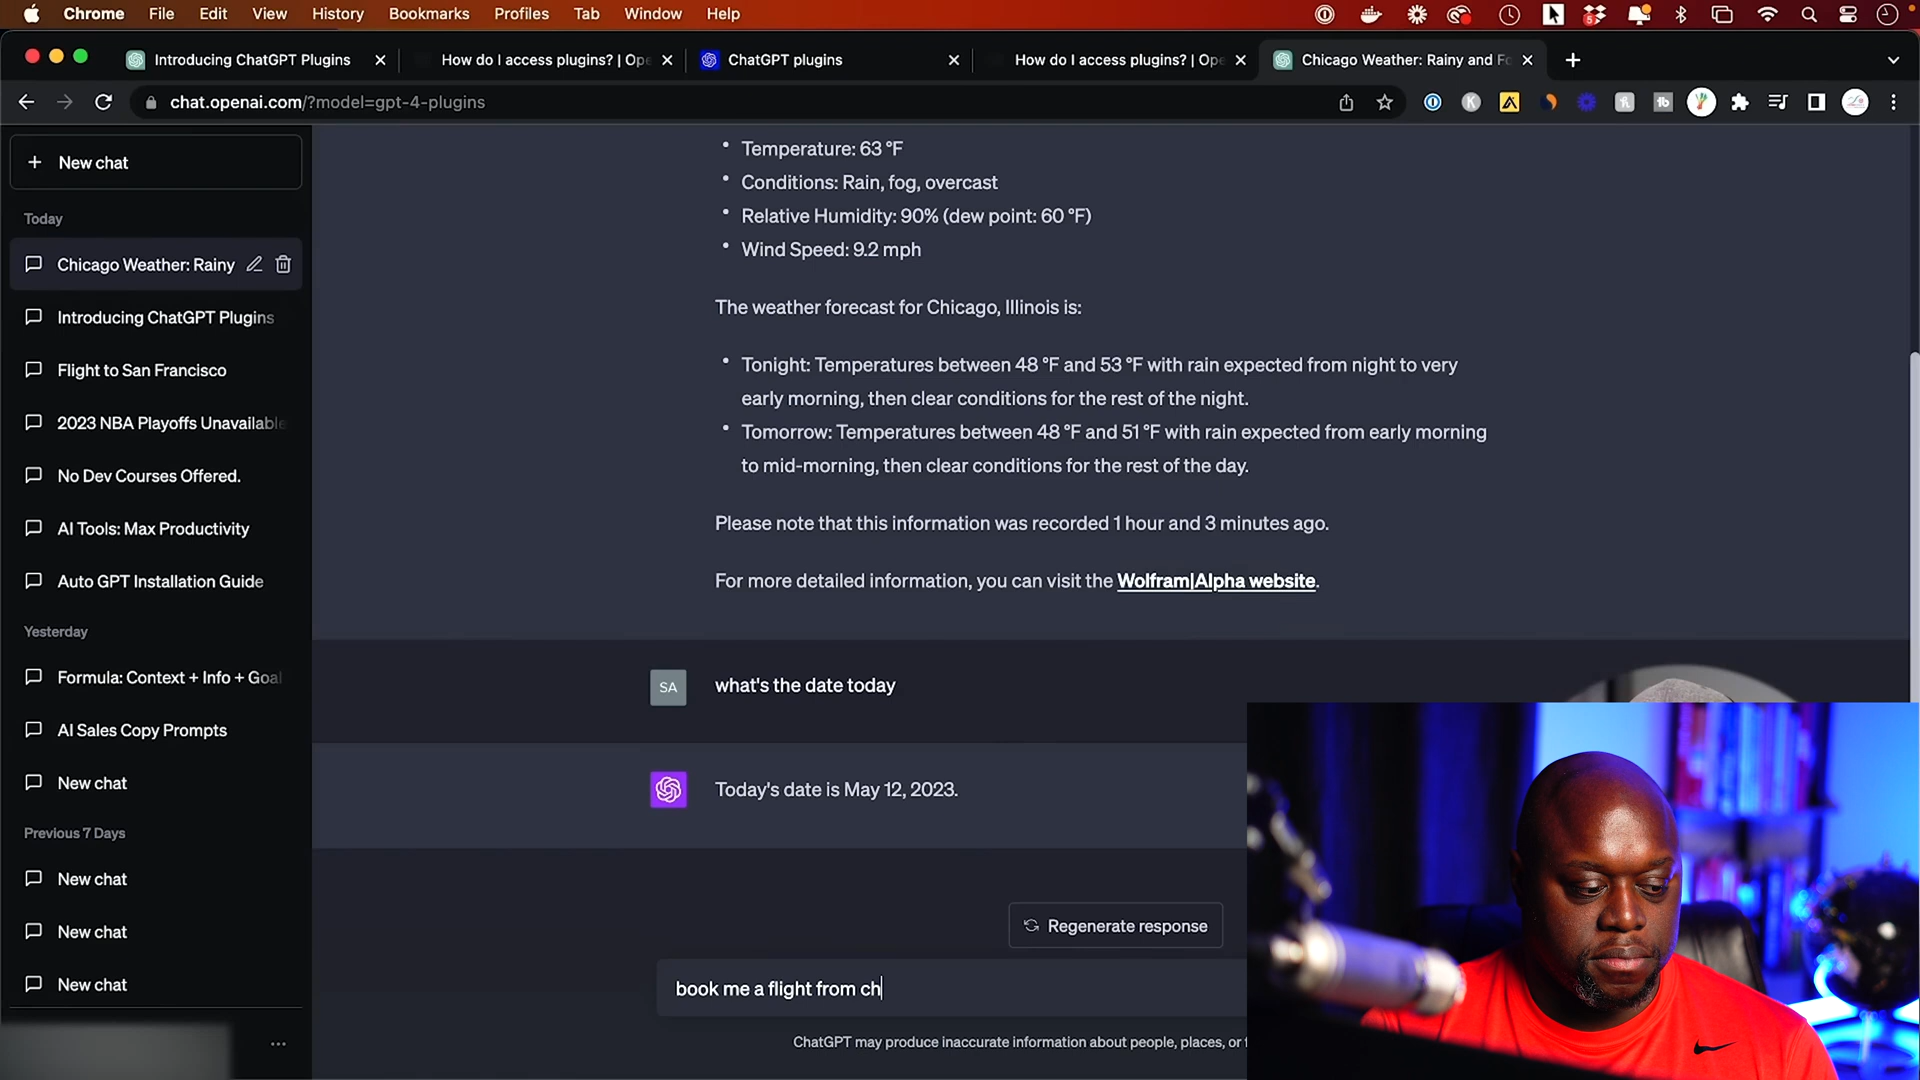 Chrome File Edit View History Bookmarks Profiles Tab Window Help
5
Introducing ChatGPT Plugins
How do I access plugins? | Ope
ChatGPT plugins
How do I access plugins? | Ope
Chicago Weather: Rainy and Fo
chat.openai.com/?model=gpt-4-plugins
New chat
Today
Chicago Weather: Rainy
Introducing ChatGPT Plugins
Flight to San Francisco
2023 NBA Playoffs Unavailable
No Dev Courses Offered.
AI Tools: Max Productivity
Auto GPT Installation Guide
Yesterday
Formula: Context + Info + Goal
AI Sales Copy Prompts
New chat
Previous 7 Days
New chat
New chat
New chat
• Temperature: 63 °F
• Conditions: Rain, fog, overcast
• Relative Humidity: 90% (dew point: 60 °F)
• Wind Speed: 9.2 mph
The weather forecast for Chicago, Illinois is:
• Tonight: Temperatures between 48 °F and 53 °F with rain expected from night to very
early morning, then clear conditions for the rest of the night.
• Tomorrow: Temperatures between 48 °F and 51 °F with rain expected from early morning
to mid-morning, then clear conditions for the rest of the day.
Please note that this information was recorded 1 hour and 3 minutes ago.
For more detailed information, you can visit the Wolfram|Alpha website.
SA
what's the date today
Today's date is May 12, 2023.
Regenerate response
book me a flight from ch
ChatGPT may produce inaccurate information about people, places, or f